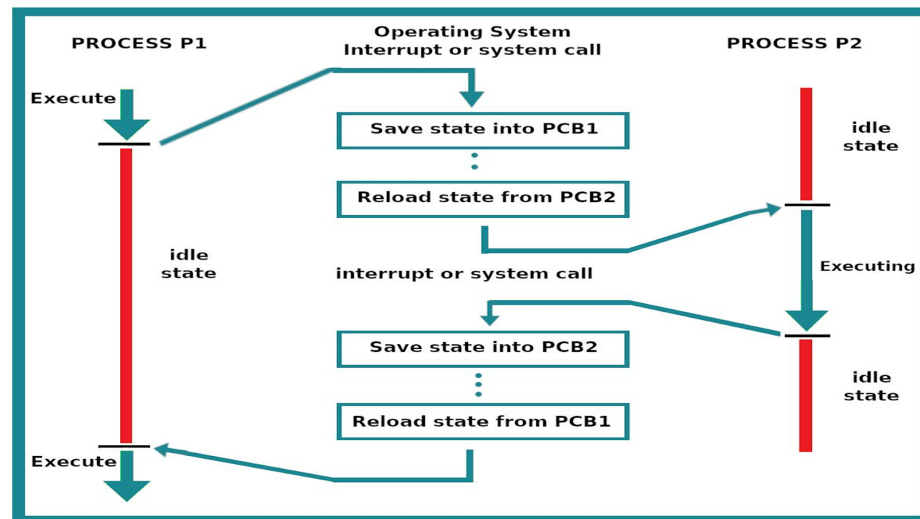 PROCESS P1
Operating System
Interrupt or system call
PROCESS P2
Execute
Save state into PCB1
idle
state
Reload state from PCB2
idle
state
interrupt or system call
Executing
Save state into PCB2
idle
state
Reload state from PCB1
Execute